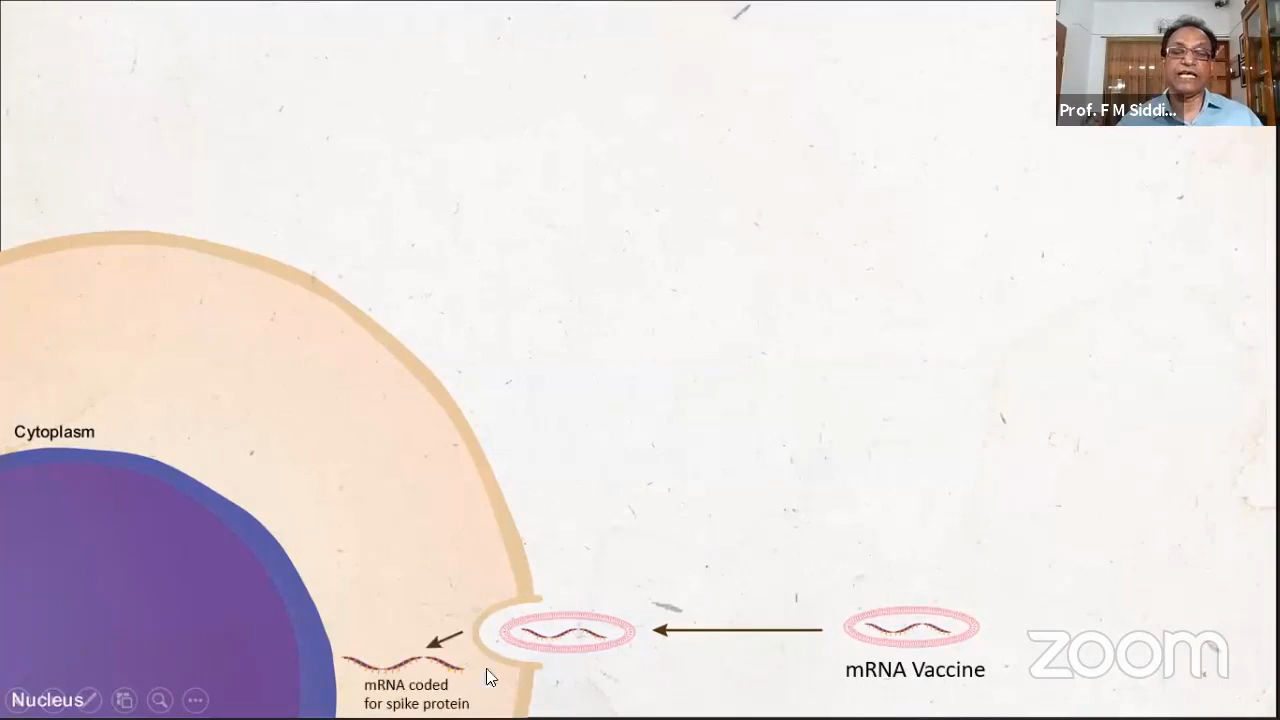 Prof. F M Siddi...
Cytoplasm
mRNA coded
for spike protein
mRNA Vaccine
Nucleus
zoom